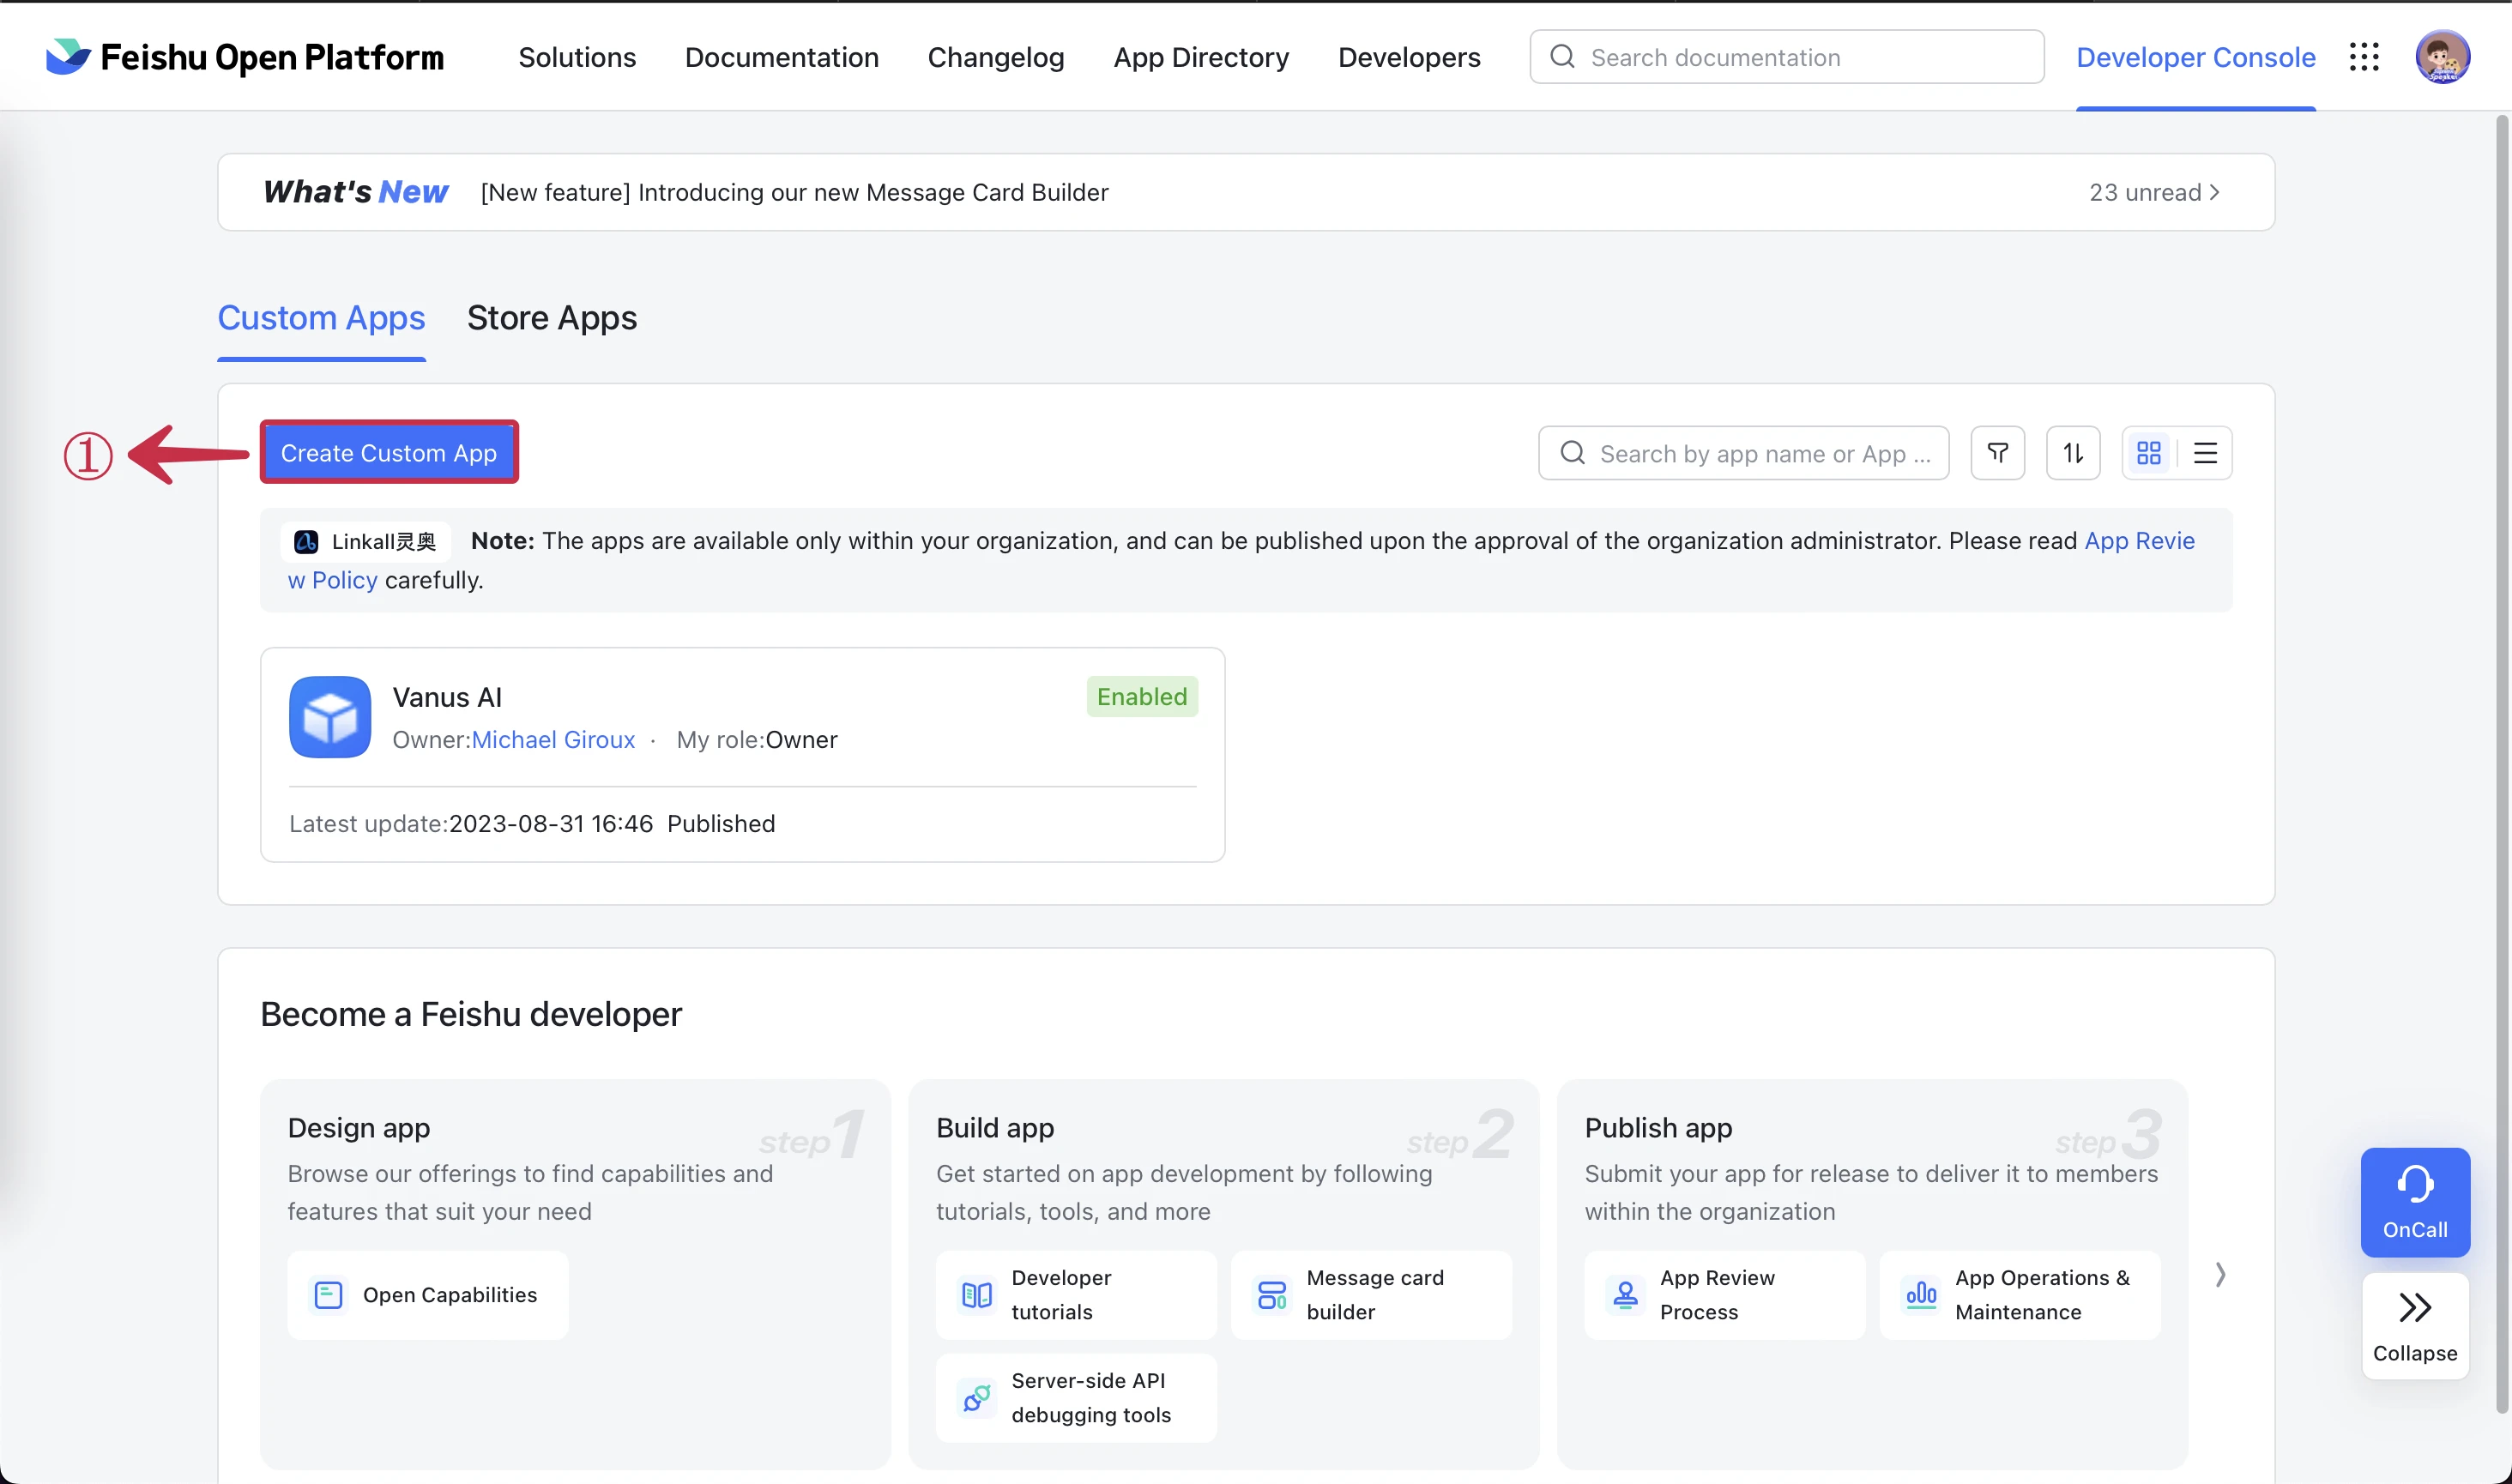 Feishu Open Platform
Solutions
Documentation
Changelog
App Directory
Developers
Search documentation
Developer Console
What's New
[New feature] Introducing our new Message Card Builder
23 unread
Custom Apps
Store Apps
①
Create Custom App
Search by app name or App ...
Linkall灵奥 Note: The apps are available only within your organization, and can be published upon the approval of the organization administrator. Please read App Revie
w Policy carefully.
Vanus AI
Enabled
Owner:Michael Giroux · My role:Owner
Latest update:2023-08-31 16:46 Published
Become a Feishu developer
Design app
step1
Browse our offerings to find capabilities and
features that suit your need
Open Capabilities
Build app
step2
Get started on app development by following
tutorials, tools, and more
Developer
tutorials
Message card
builder
Server-side API
debugging tools
Publish app
step3
Submit your app for release to deliver it to members
within the organization
App Review
Process
App Operations &
Maintenance
OnCall
Collapse